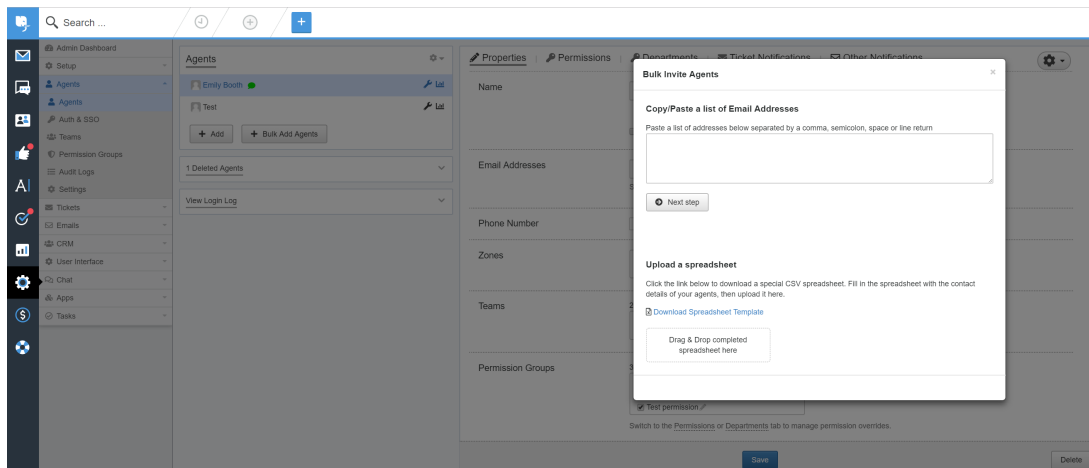 Search ...
+
Admin Dashboard
Setup
Agents
Agents
Auth & SSO
Teams
Permission Groups
Audit Logs
Settings
Tickets
Emails
CRM
User Interface
Chat
Apps
Tasks
AI
Agents
Emily Booth
Test
+ Add
+ Bulk Add Agents
1 Deleted Agents
View Login Log
Properties
Permissions
Departments
Ticket Notifications
Other Notifications
Name
Email Addresses
Phone Number
Zones
Teams
Permission Groups
Test permission
Switch to the Permissions or Departments tab to manage permission overrides.
Save
Delete
Bulk Invite Agents
×
Copy/Paste a list of Email Addresses
Paste a list of addresses below separated by a comma, semicolon, space or line return
Next step
Upload a spreadsheet
Click the link below to download a special CSV spreadsheet. Fill in the spreadsheet with the contact
details of your agents, then upload it here.
Download Spreadsheet Template
Drag & Drop completed
spreadsheet here